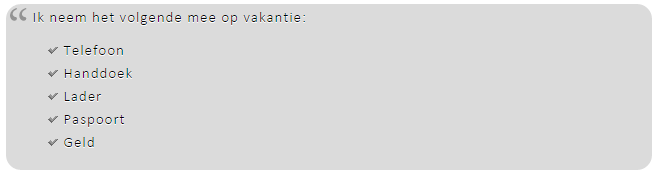 Ik neem het volgende mee op vakantie:
Telefoon
Handdoek
Lader
Paspoort
Geld